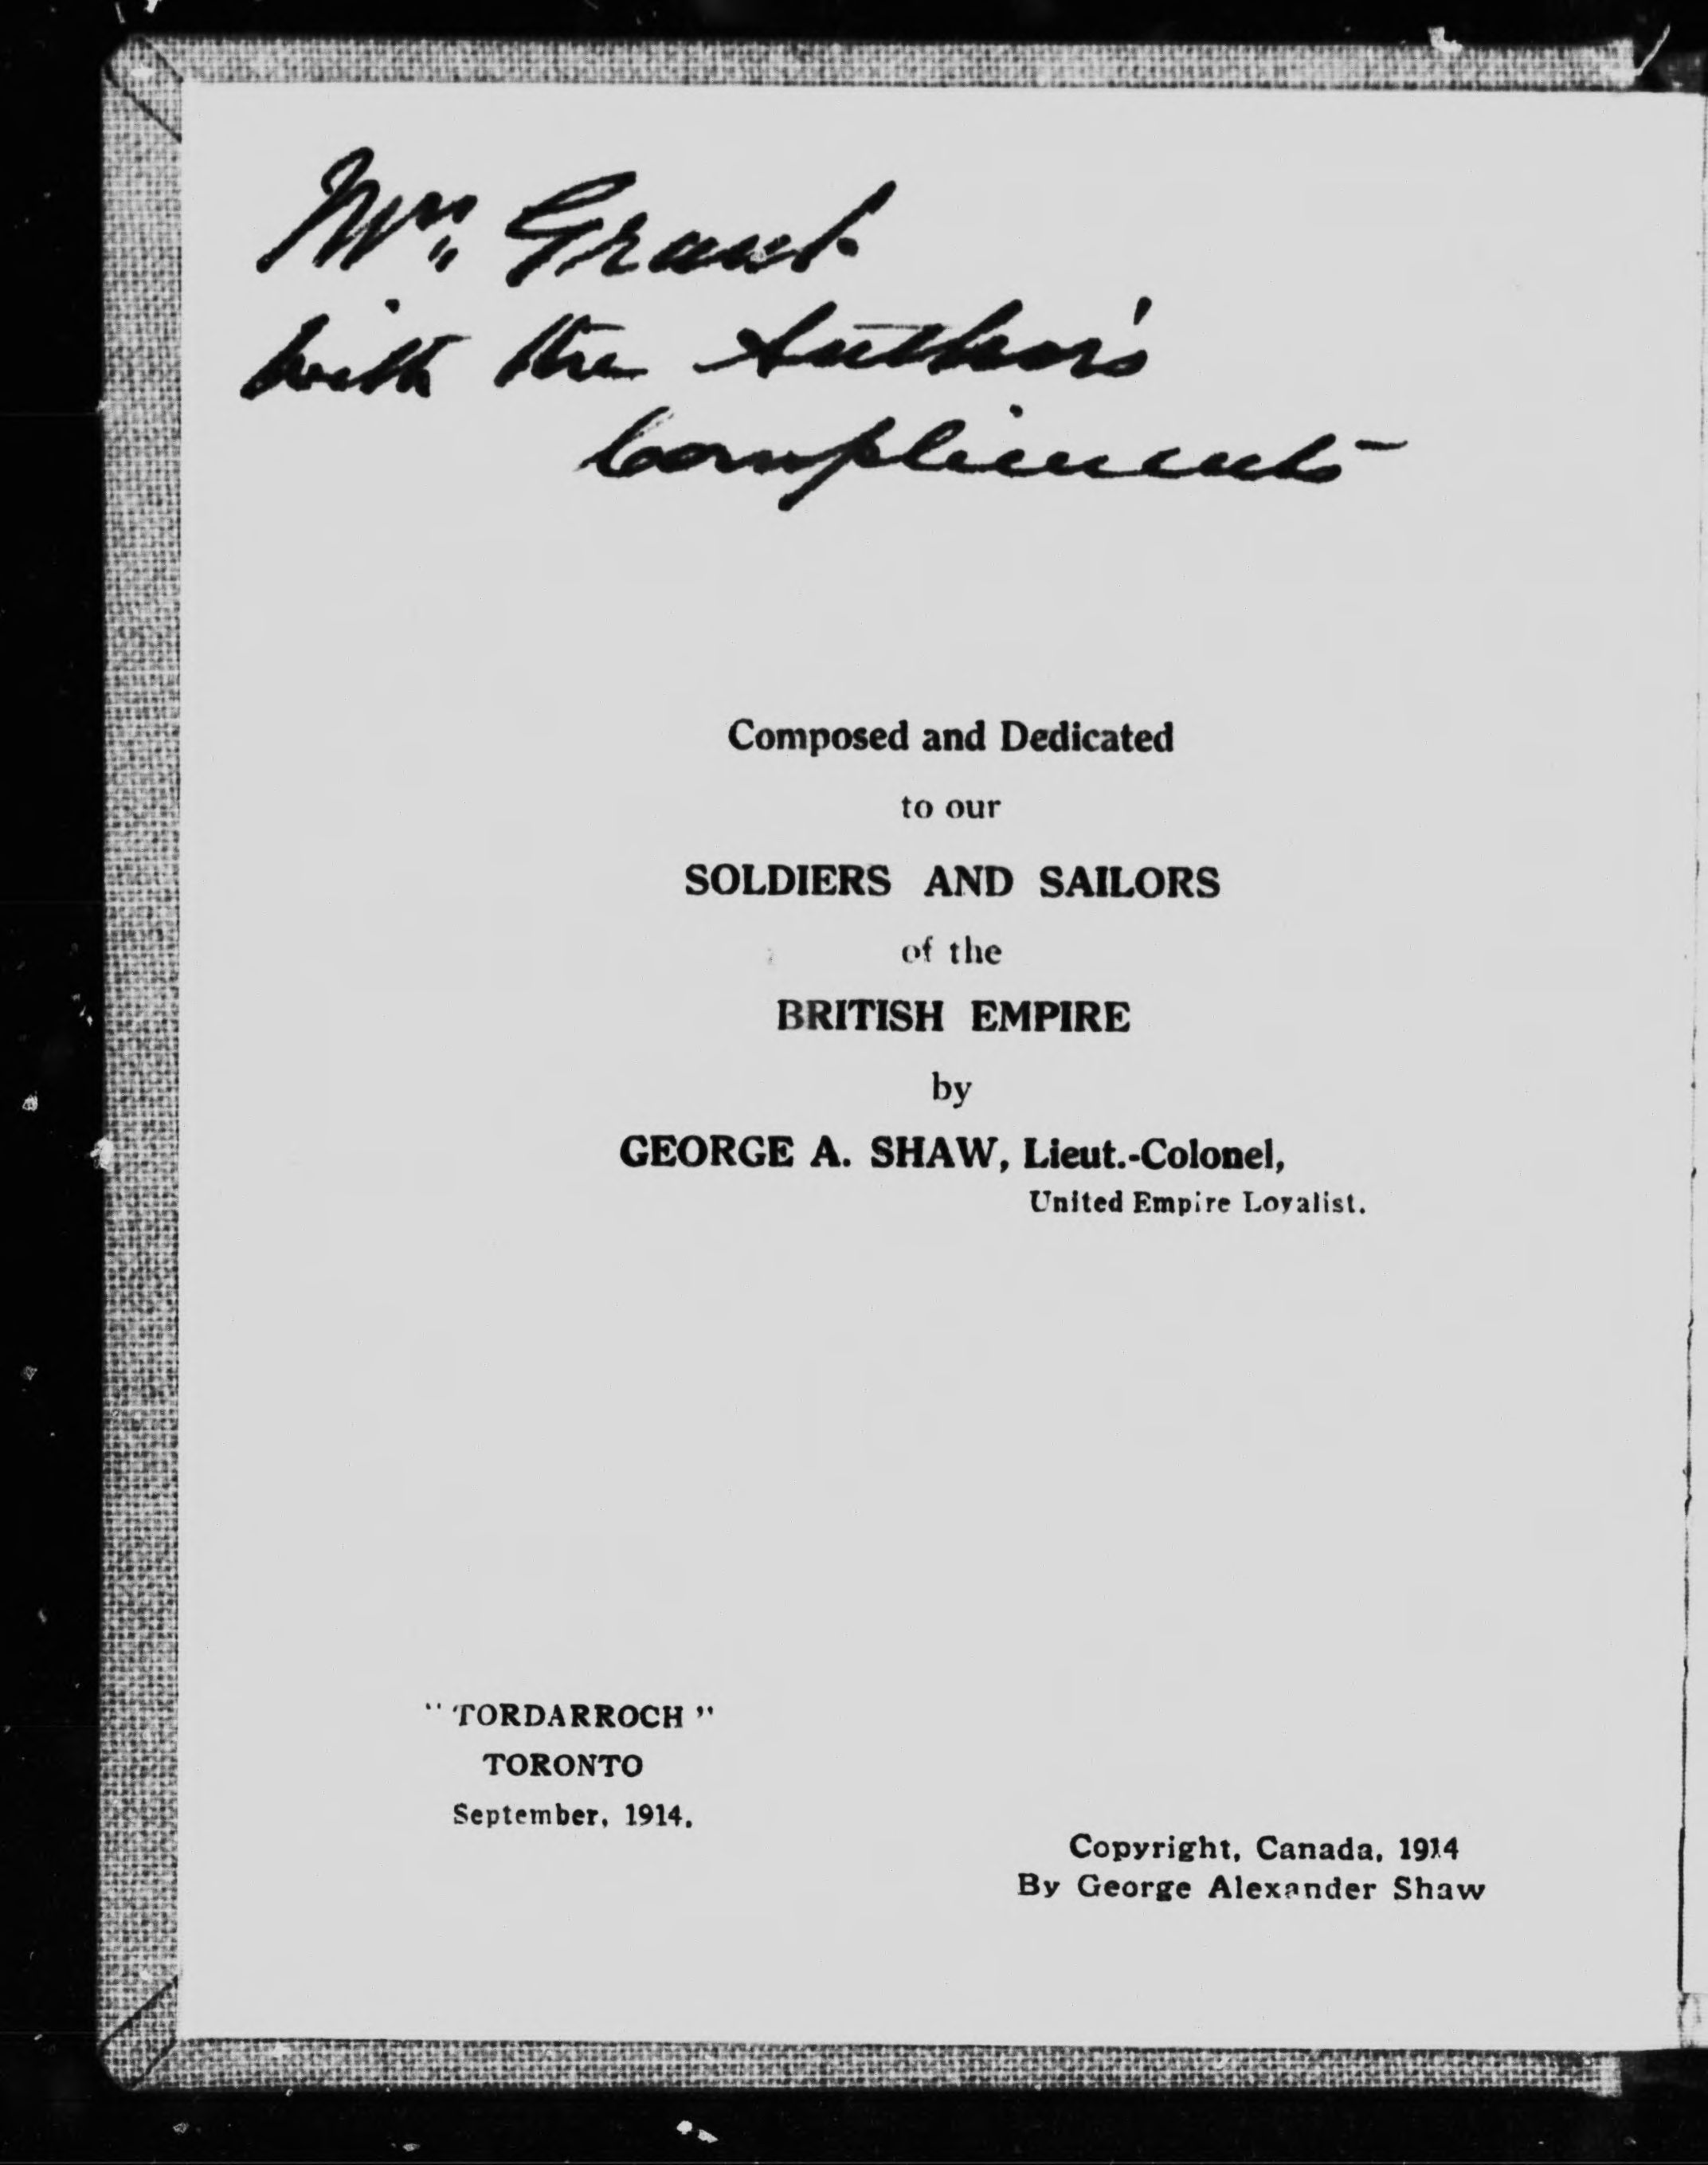 Mrs. Grant
with the Author's
Compliments
Composed and Dedicated
to our
SOLDIERS AND SAILORS
of the
BRITISH EMPIRE
by
GEORGE A. SHAW, Lieut.-Colonel,
United Empire Loyalist.
"TORDARROCH"
TORONTO
September, 1914.
Copyright, Canada, 1914
By George Alexander Shaw